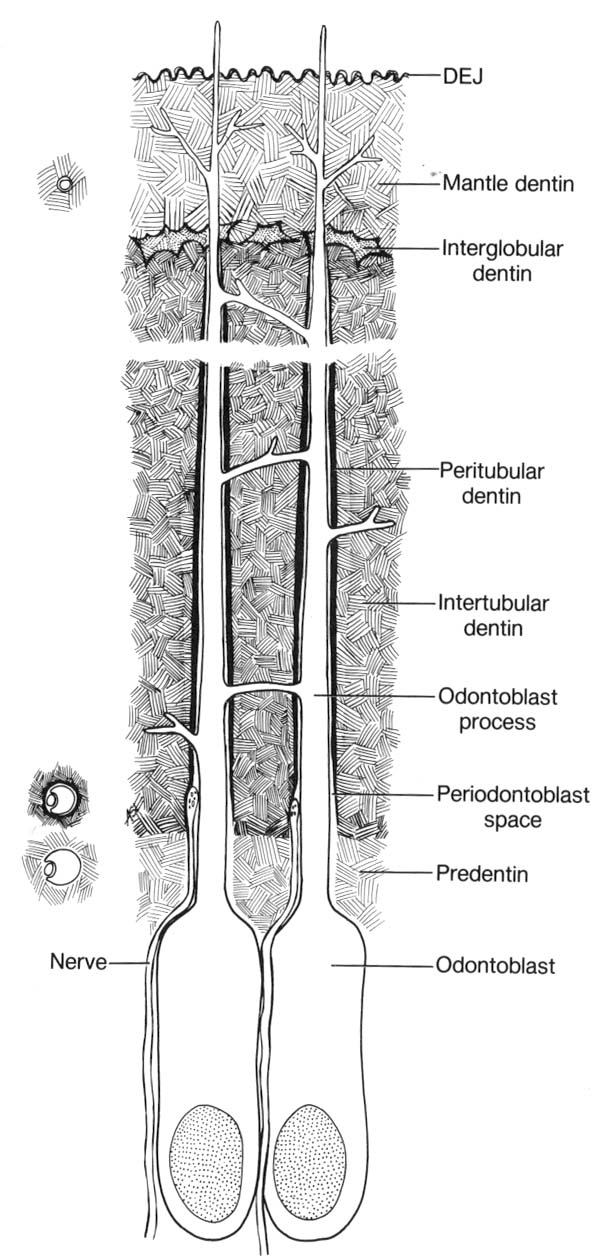 DEJ
Mantle dentin
Interglobular
dentin
Peritubular
dentin
Intertubular
dentin
Odontoblast
process
Periodontoblast
space
Predentin
Nerve
Odontoblast